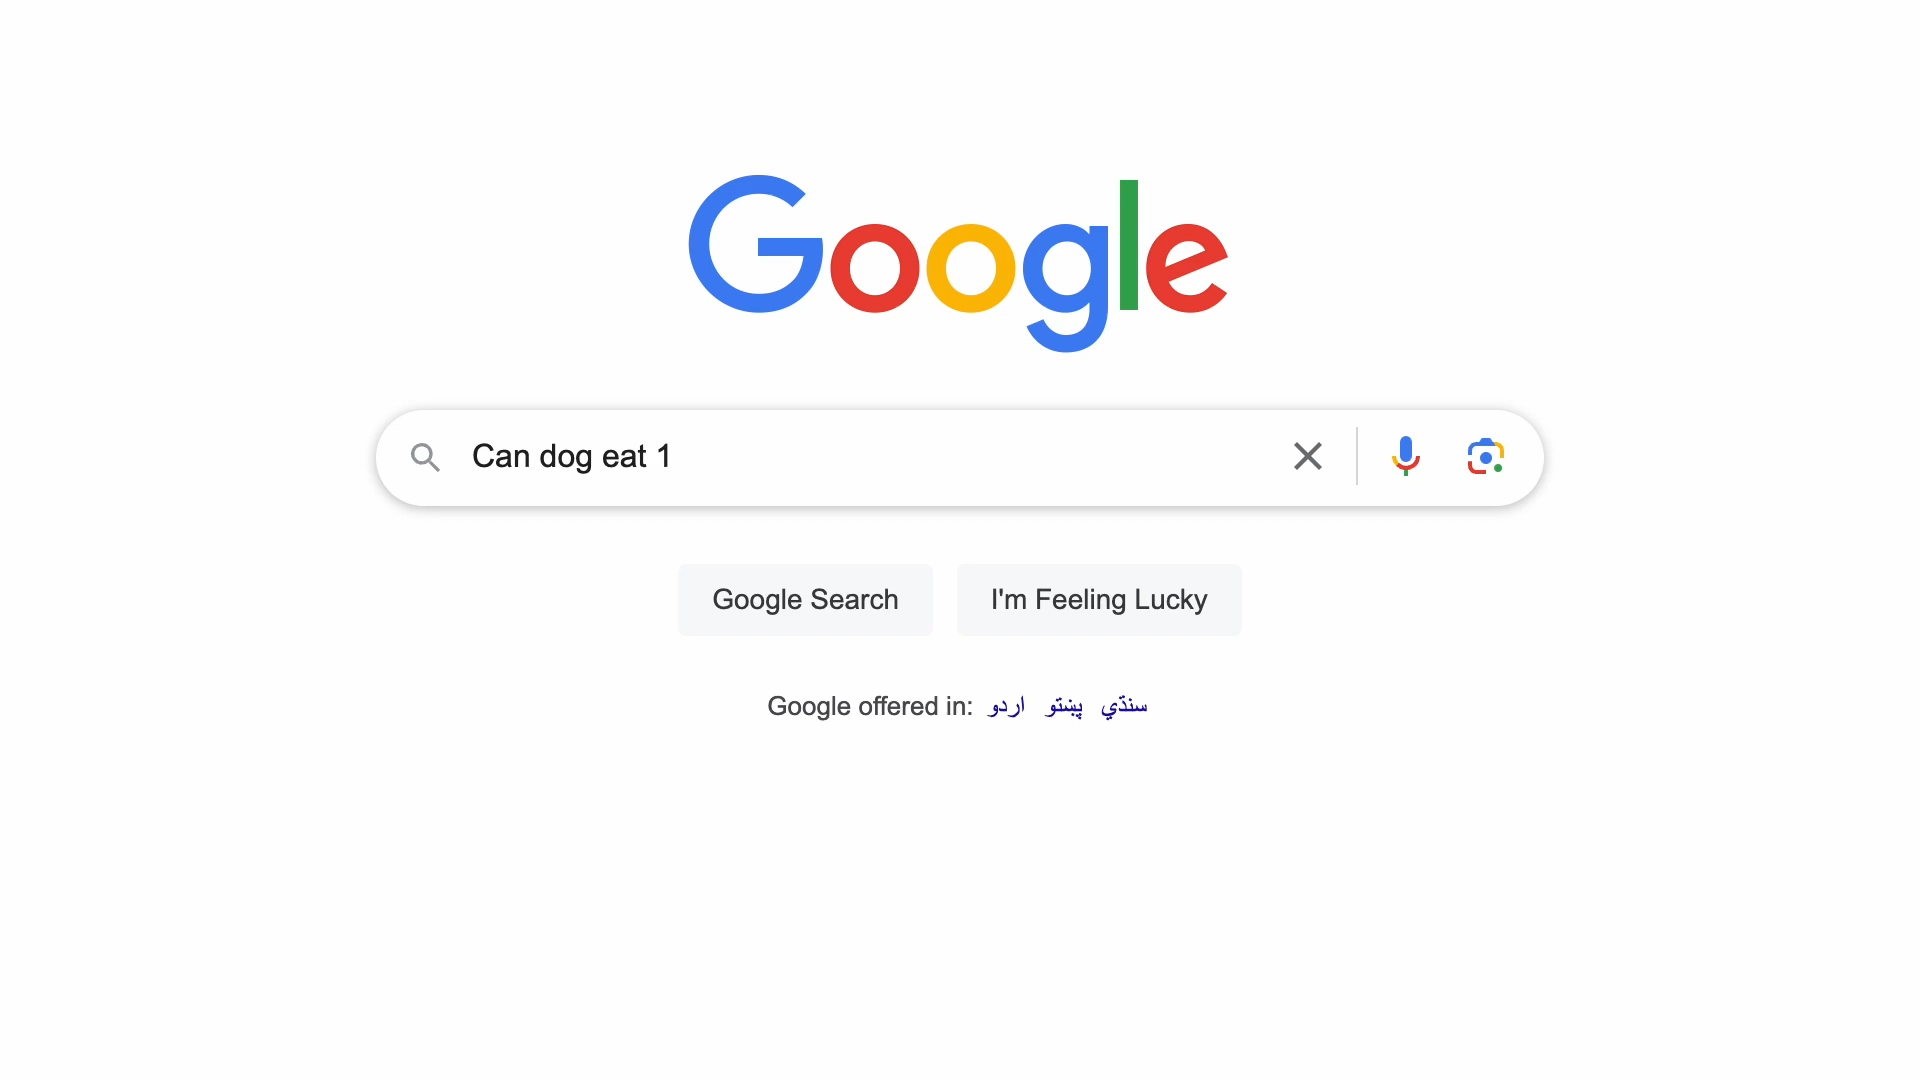 Google
Can dog eat 1
Google Search
I'm Feeling Lucky
Google offered in: اردو پښتو سنڌي